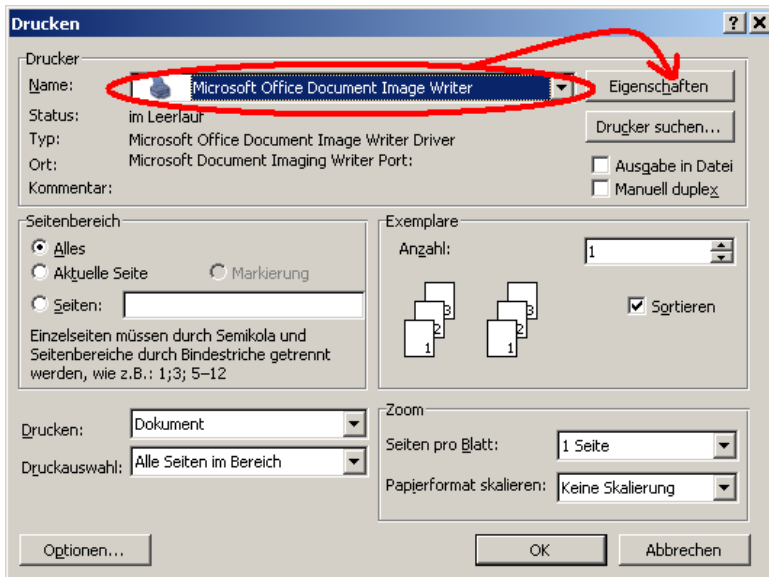 Drucken
Drucker
Name: Microsoft Office Document Image Writer Eigenschaften
Status: im Leerlauf
Drucker suchen...
Typ: Microsoft Office Document Image Writer Driver
Ort: Microsoft Document Imaging Writer Port:
Ausgabe in Datei
Kommentar:
Manuell duplex
Seitenbereich
Alles
Aktuelle Seite Markierung
Seiten:
Einzelseiten müssen durch Semikola und
Seitenbereiche durch Bindestriche getrennt
werden, wie z.B.: 1;3; 5–12
Exemplare
Anzahl: 1
3 3
2 2
1 1
Sortieren
Drucken: Dokument
Druckauswahl: Alle Seiten im Bereich
Zoom
Seiten pro Blatt: 1 Seite
Papierformat skalieren: Keine Skalierung
Optionen... OK Abbrechen